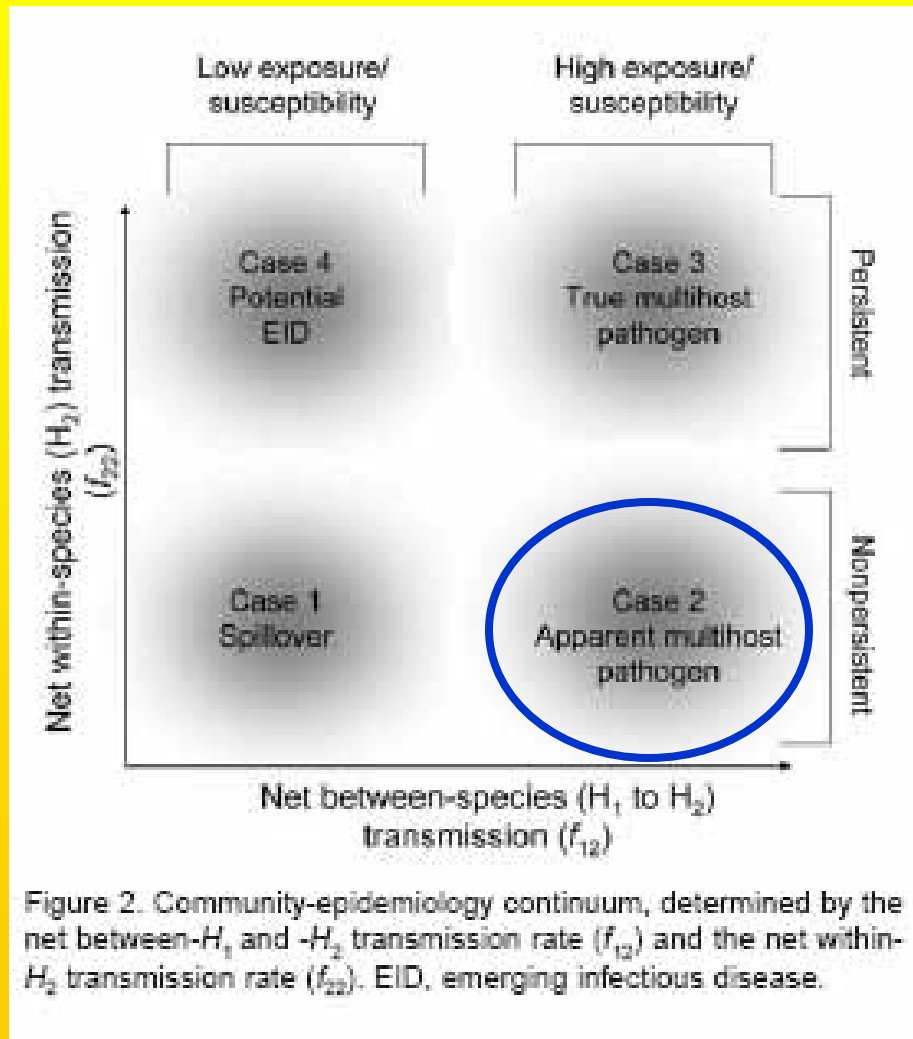 Low exposure/
susceptibility
High exposure/
susceptibility
Net within-species (H₂) transmission
(f₂₂)
Case 4
Potential
EID
Case 3
True multihost
pathogen
Persistent
Case 1
Spillover
Case 2
Apparent multihost
pathogen
Nonpersistent
Net between-species (H₁ to H₂)
transmission (f₁₂)
Figure 2. Community-epidemiology continuum, determined by the
net between-H₁ and -H₂ transmission rate (f₁₂) and the net within-
H₂ transmission rate (f₂₂). EID, emerging infectious disease.